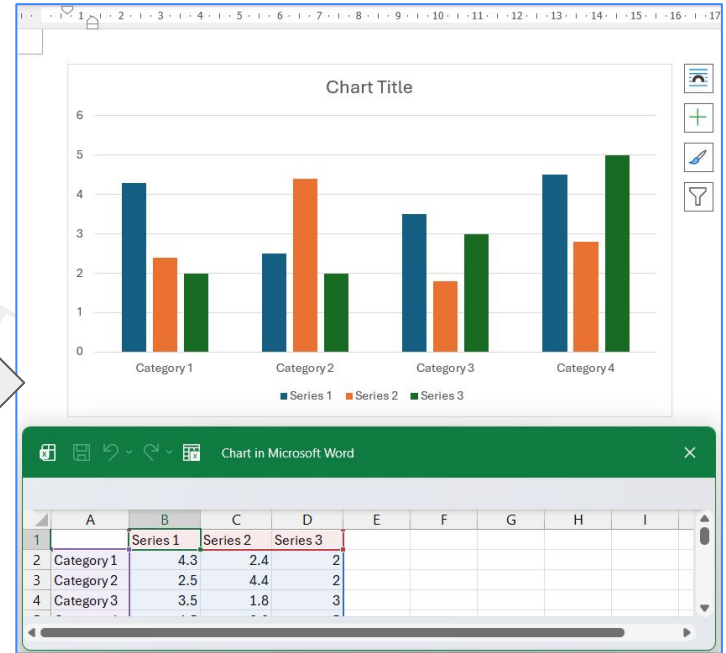 1 2 3 4 5 6 7 8 9 10 11 12 13 14 15 16 17
Chart Title
6
5
4
3
2
1
0
Category 1 Category 2 Category 3 Category 4
Series 1 Series 2 Series 3
Chart in Microsoft Word
A B C D E F G H I
1 Series 1 Series 2 Series 3
2 Category 1 4.3 2.4 2
3 Category 2 2.5 4.4 2
4 Category 3 3.5 1.8 3